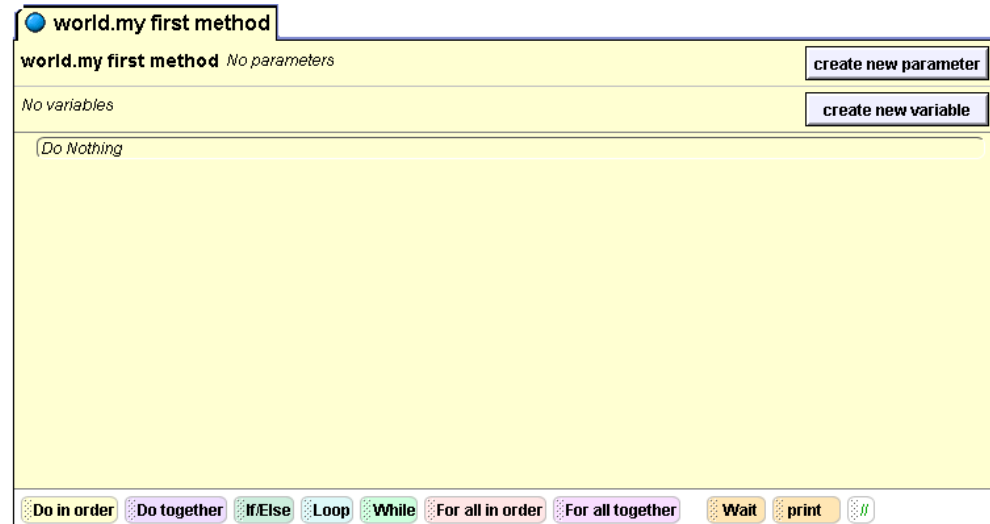 world.my first method
world.my first method No parameters create new parameter
No variables create new variable
Do Nothing
Do in order Do together If/Else Loop While For all in order For all together Wait print //